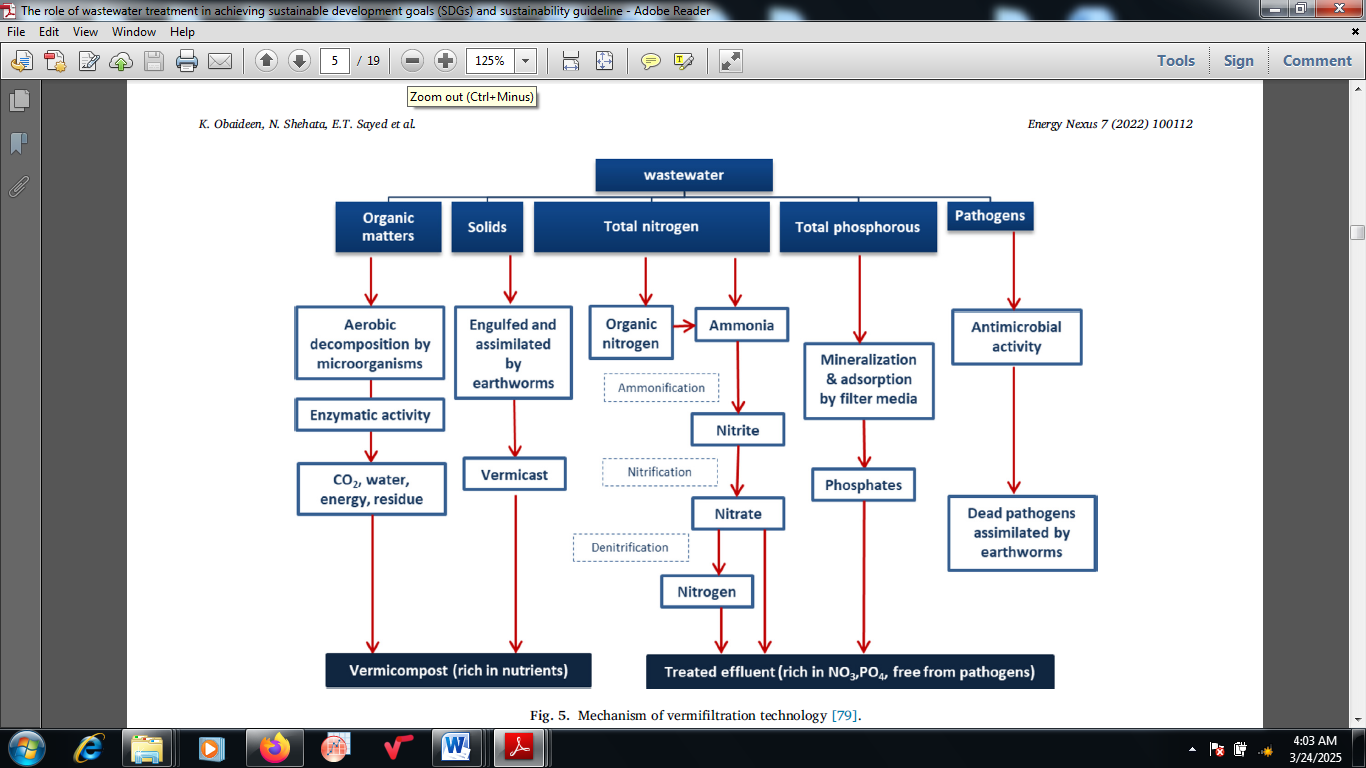 The role of wastewater treatment in achieving sustainable development goals (SDGs) and sustainability guideline - Adobe Reader
File Edit View Window Help
5 / 19 125% Tools Sign Comment
Zoom out (Ctrl+Minus)
K. Obaideen, N. Shehata, E.T. Sayed et al. Energy Nexus 7 (2022) 100112
wastewater
Organic
matters
Solids
Total nitrogen
Total phosphorous
Pathogens
Aerobic
decomposition by
microorganisms
Enzymatic activity
CO₂, water,
energy, residue
Engulfed and
assimilated
by
earthworms
Vermicast
Organic
nitrogen
Ammonia
Ammonification
Nitrite
Nitrification
Nitrate
Denitrification
Nitrogen
Mineralization
& adsorption
by filter media
Phosphates
Antimicrobial
activity
Dead pathogens
assimilated by
earthworms
Vermicompost (rich in nutrients)
Treated effluent (rich in NO₃,PO₄, free from pathogens)
Fig. 5. Mechanism of vermifiltration technology [79].
4:03 AM
3/24/2025